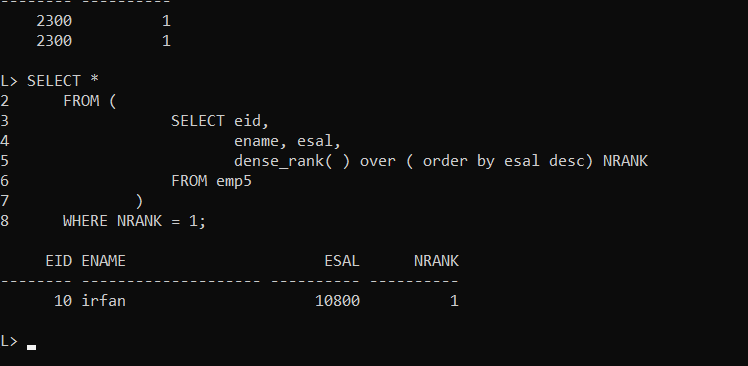 -------- ----------
2300 1
2300 1
L> SELECT *
2 FROM (
3 SELECT eid,
4 ename, esal,
5 dense_rank( ) over ( order by esal desc) NRANK
6 FROM emp5
7 )
8 WHERE NRANK = 1;
EID ENAME ESAL NRANK
-------- -------------------- ---------- ----------
10 irfan 10800 1
L>